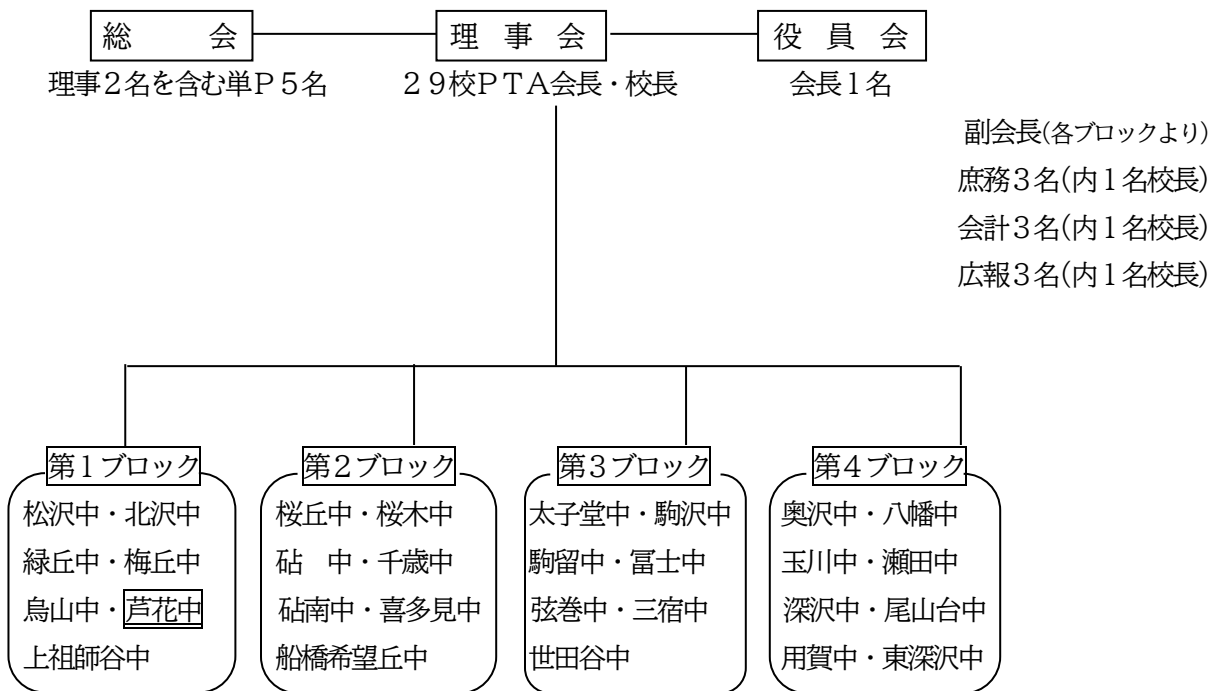 総　　会
理　事　会
役　員　会
理事２名を含む単Ｐ５名
２９校ＰＴＡ会長・校長
会長１名
副会長(各ブロックより)
庶務３名(内１名校長)
会計３名(内１名校長)
広報３名(内１名校長)
第１ブロック
松沢中・北沢中
緑丘中・梅丘中
烏山中・芦花中
上祖師谷中
第２ブロック
桜丘中・桜木中
砧　中・千歳中
砧南中・喜多見中
船橋希望丘中
第３ブロック
太子堂中・駒沢中
駒留中・冨士中
弦巻中・三宿中
世田谷中
第４ブロック
奥沢中・八幡中
玉川中・瀬田中
深沢中・尾山台中
用賀中・東深沢中